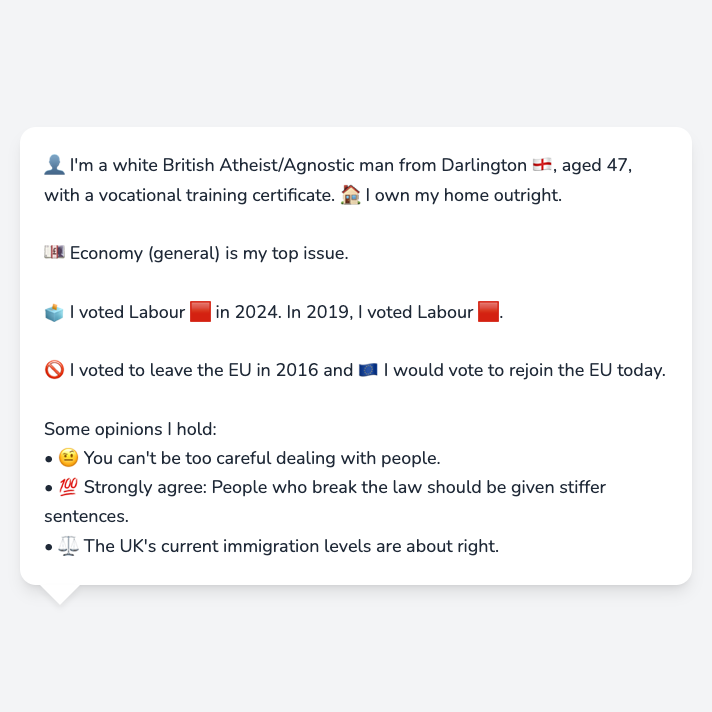 👤 I'm a white British Atheist/Agnostic man from Darlington 🏴󠁧󠁢󠁥󠁮󠁧󠁿, aged 47,
with a vocational training certificate. 🏠 I own my home outright.
💷 Economy (general) is my top issue.
🗳️ I voted Labour 🟥 in 2024. In 2019, I voted Labour 🟥.
🚫 I voted to leave the EU in 2016 and 🇪🇺 I would vote to rejoin the EU today.
Some opinions I hold:
• 🤨 You can't be too careful dealing with people.
• 💯 Strongly agree: People who break the law should be given stiffer
sentences.
• ⚖️ The UK's current immigration levels are about right.